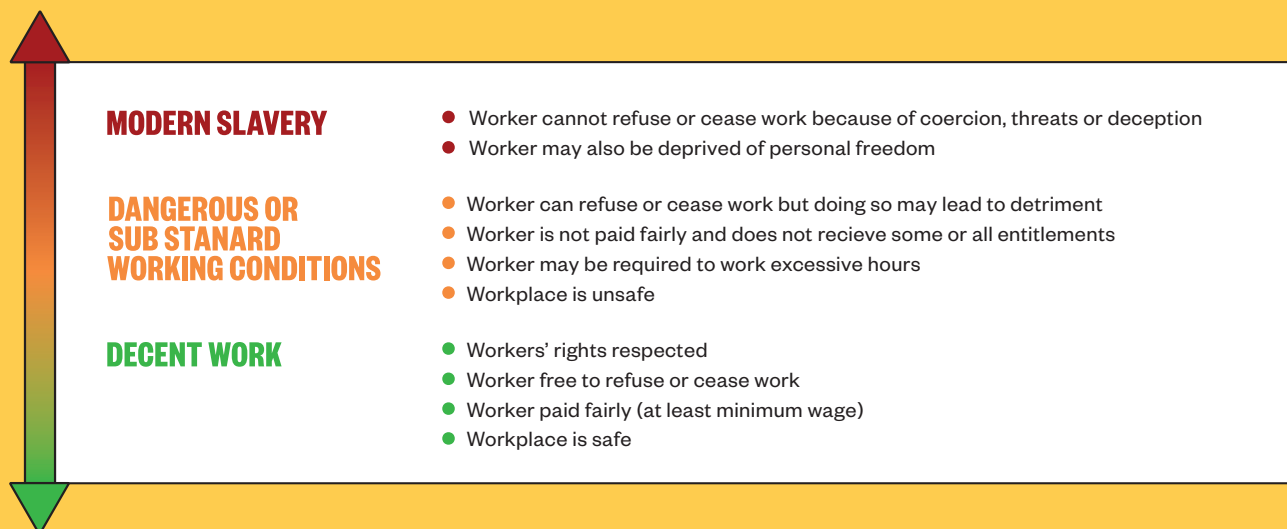 MODERN SLAVERY
Worker cannot refuse or cease work because of coercion, threats or deception
Worker may also be deprived of personal freedom
DANGEROUS OR
SUB STANARD
WORKING CONDITIONS
Worker can refuse or cease work but doing so may lead to detriment
Worker is not paid fairly and does not recieve some or all entitlements
Worker may be required to work excessive hours
Workplace is unsafe
DECENT WORK
Workers’ rights respected
Worker free to refuse or cease work
Worker paid fairly (at least minimum wage)
Workplace is safe